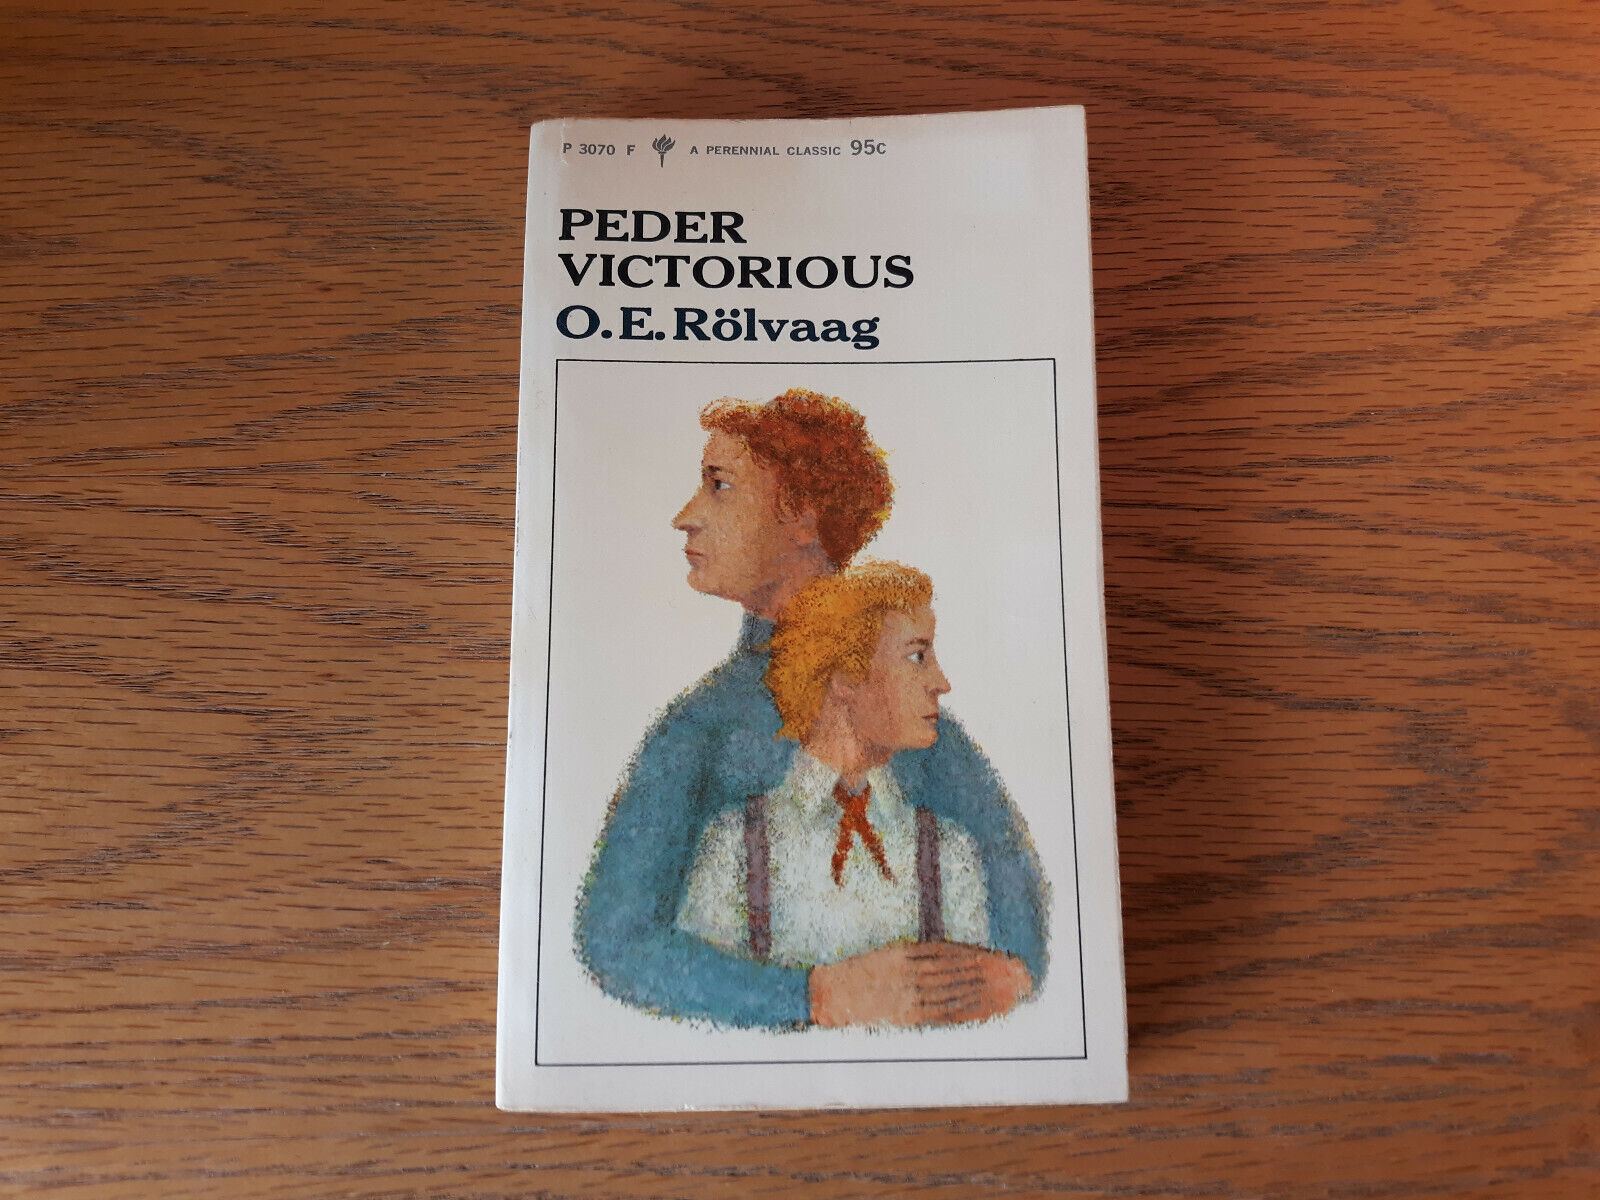 P 3070 F A PERENNIAL CLASSIC 95c
PEDER
VICTORIOUS
O.E. Rölvaag